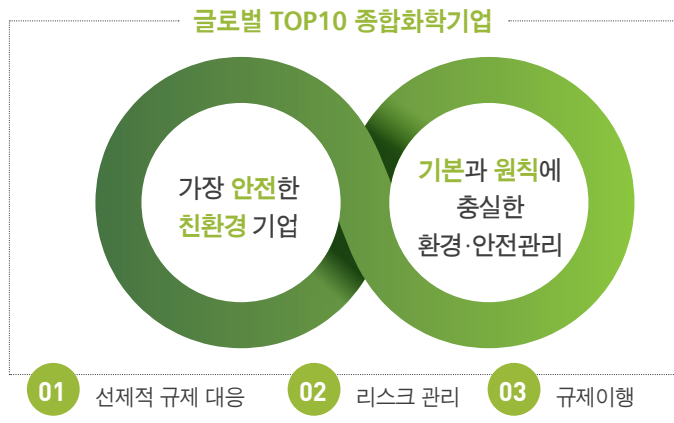 글로벌 TOP10 종합화학기업
가장 안전한
친환경 기업
기본과 원칙에
충실한
환경·안전관리
01 선제적 규제 대응 02 리스크 관리 03 규제이행